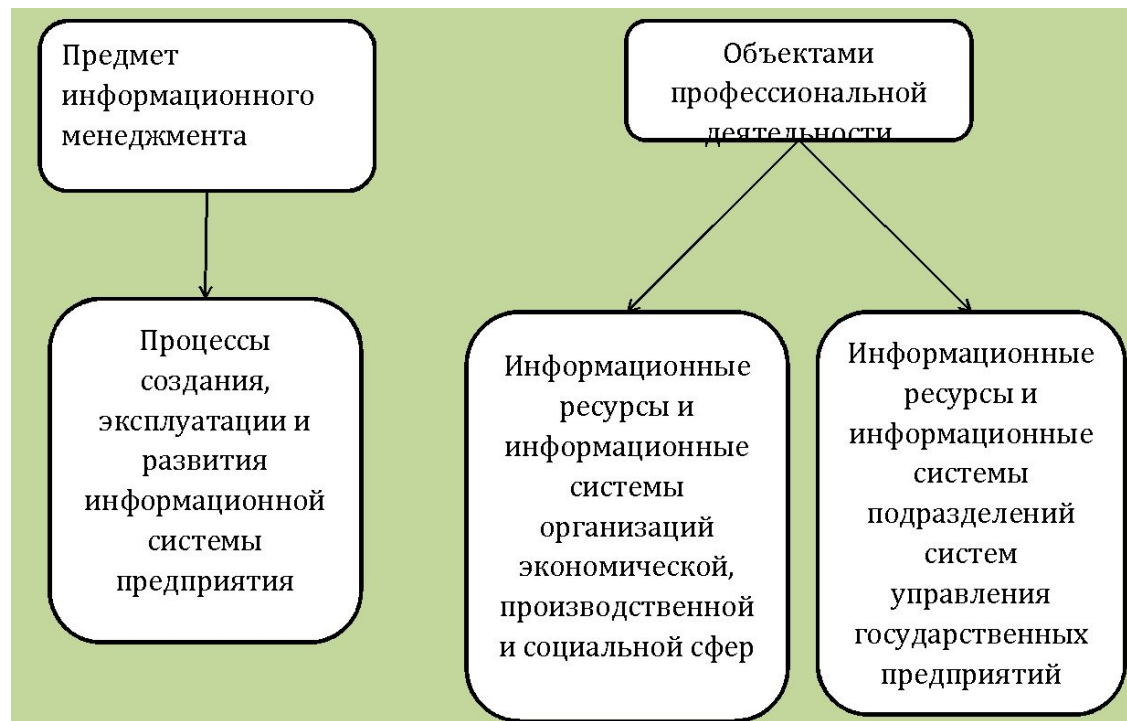 Предмет
информационного
менеджмента
Процессы
создания,
эксплуатации и
развития
информационной
системы
предприятия
Объектами
профессиональной
деятельности
Информационные
ресурсы и
информационные
системы
организаций
экономической,
производственной
и социальной сфер
Информационные
ресурсы и
информационные
системы
подразделений
систем
управления
государственных
предприятий